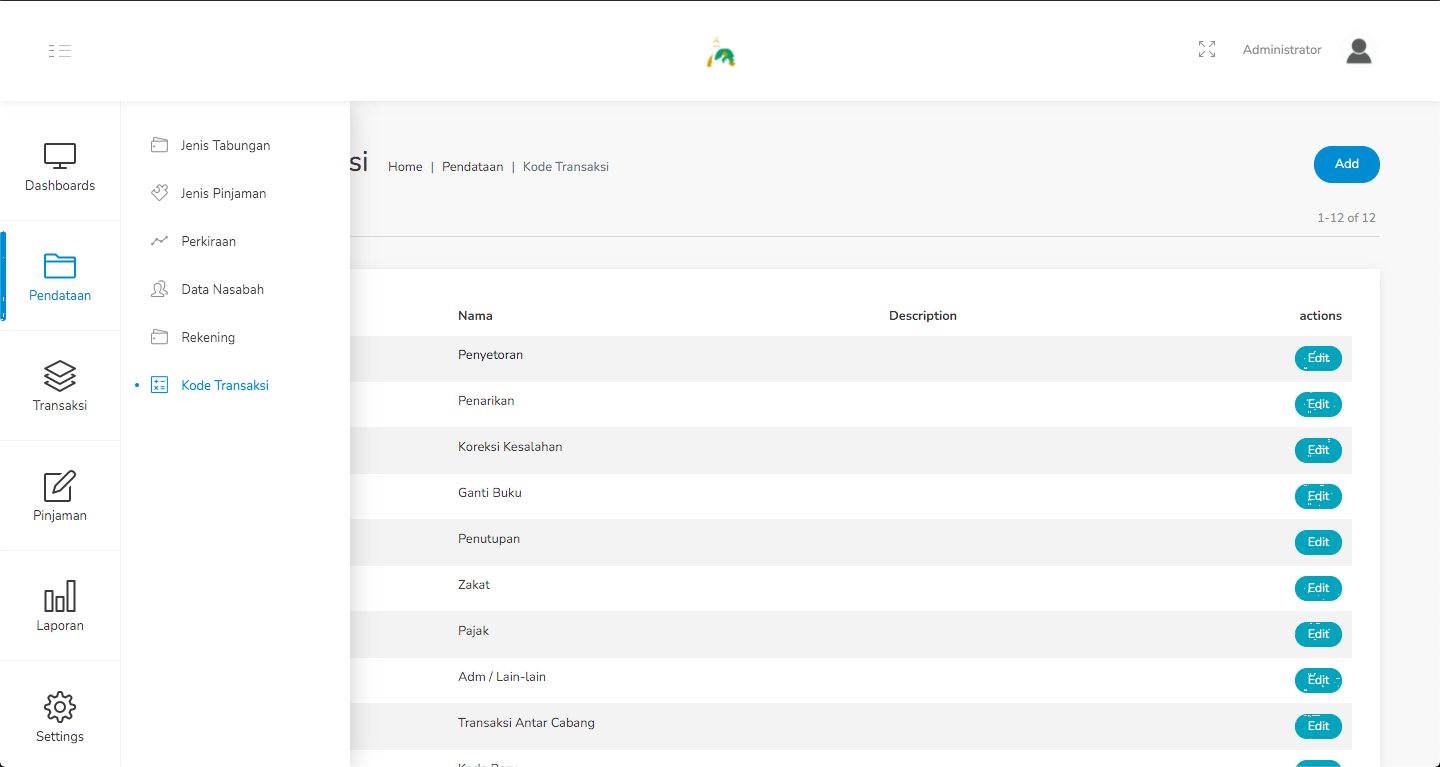 Administrator
Dashboards
Pendataan
Transaksi
Pinjaman
Laporan
Settings
Jenis Tabungan
Jenis Pinjaman
Perkiraan
Data Nasabah
Rekening
Kode Transaksi
si
Home | Pendataan | Kode Transaksi
Add
1-12 of 12
Nama Description actions
Penyetoran Edit
Penarikan Edit
Koreksi Kesalahan Edit
Ganti Buku Edit
Penutupan Edit
Zakat Edit
Pajak Edit
Adm / Lain-lain Edit
Transaksi Antar Cabang Edit